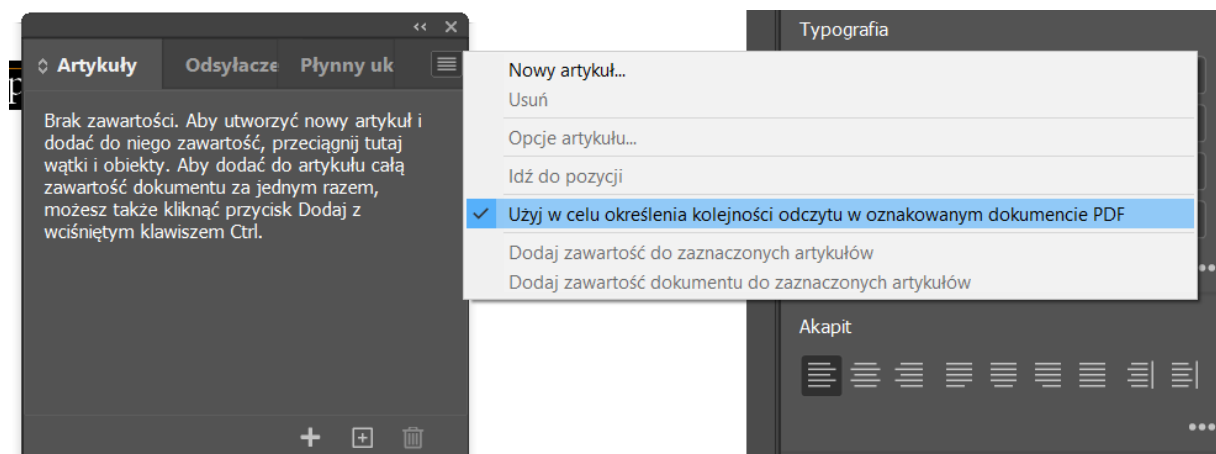 Typografia
Artykuły Odsyłacze Płynny uk
Nowy artykuł...
Usuń
Opcje artykułu...
Idź do pozycji
Użyj w celu określenia kolejności odczytu w oznakowanym dokumencie PDF
Dodaj zawartość do zaznaczonych artykułów
Dodaj zawartość dokumentu do zaznaczonych artykułów
Brak zawartości. Aby utworzyć nowy artykuł i
dodać do niego zawartość, przeciągnij tutaj
wątki i obiekty. Aby dodać do artykułu całą
zawartość dokumentu za jednym razem,
możesz także kliknąć przycisk Dodaj z
wciśniętym klawiszem Ctrl.
Akapit